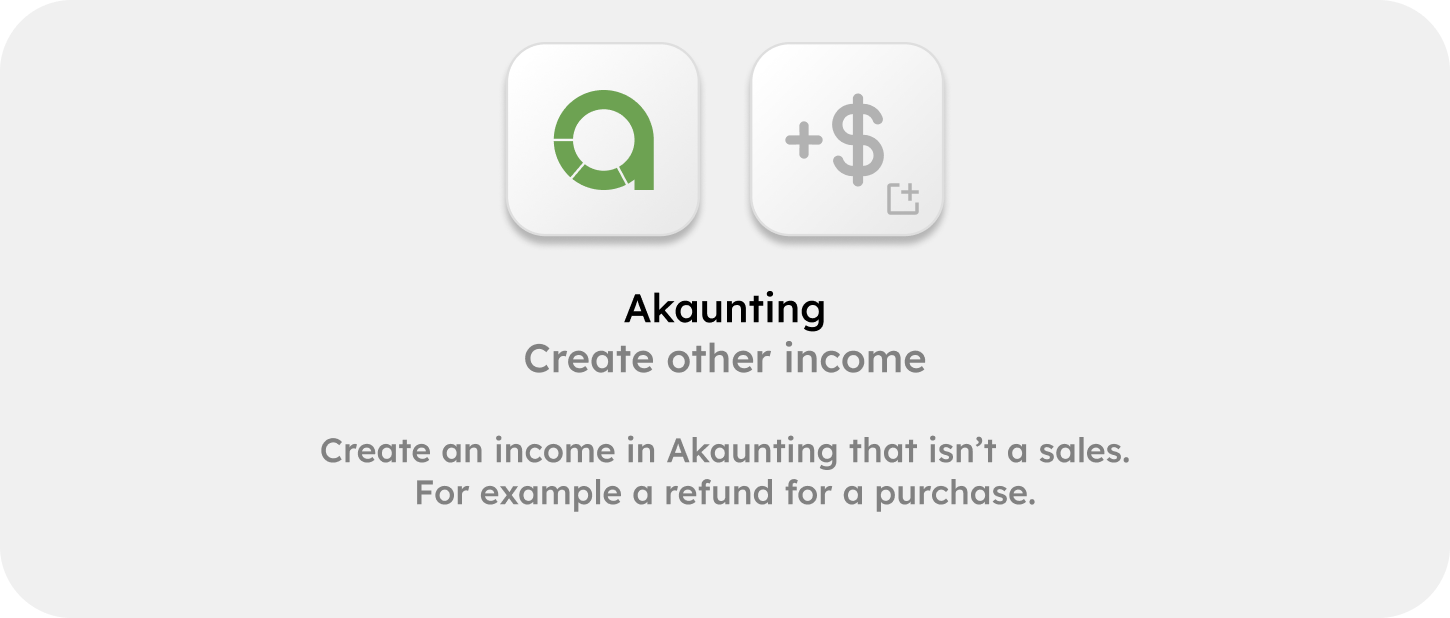 +$
Akaunting
Create other income
Create an income in Akaunting that isn’t a sales.
For example a refund for a purchase.